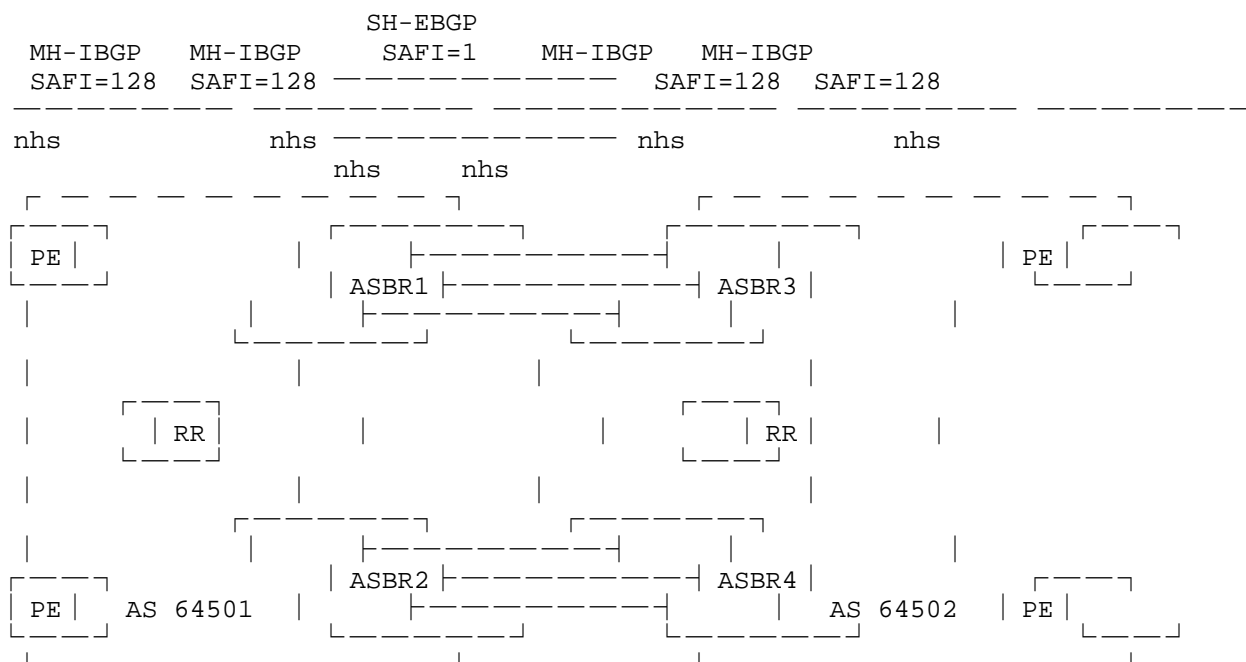 SH-EBGP
MH-IBGP MH-IBGP SAFI=1 MH-IBGP MH-IBGP
SAFI=128 SAFI=128 SAFI=128 SAFI=128
nhs nhs nhs nhs
nhs nhs
PE PE
ASBR1 ASBR3
RR RR
ASBR2 ASBR4
PE AS 64501 AS 64502 PE